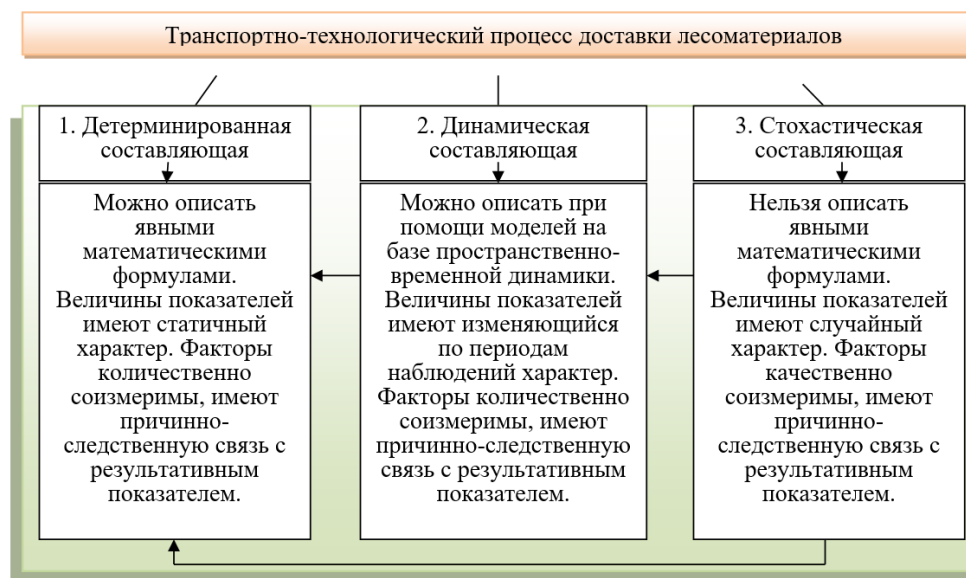 Транспортно-технологический процесс доставки лесоматериалов
1. Детерминированная
составляющая
Можно описать
явными
математическими
формулами.
Величины показателей
имеют статичный
характер. Факторы
количественно
соизмеримы, имеют
причинно-
следственную связь с
результативным
показателем.
2. Динамическая
составляющая
Можно описать при
помощи моделей на
базе пространственно-
временной динамики.
Величины показателей
имеют изменяющийся
по периодам
наблюдений характер.
Факторы количественно
соизмеримы, имеют
причинно-следственную
связь с результативным
показателем.
3. Стохастическая
составляющая
Нельзя описать
явными
математическими
формулами.
Величины показателей
имеют случайный
характер. Факторы
качественно
соизмеримы, имеют
причинно-
следственную связь с
результативным
показателем.